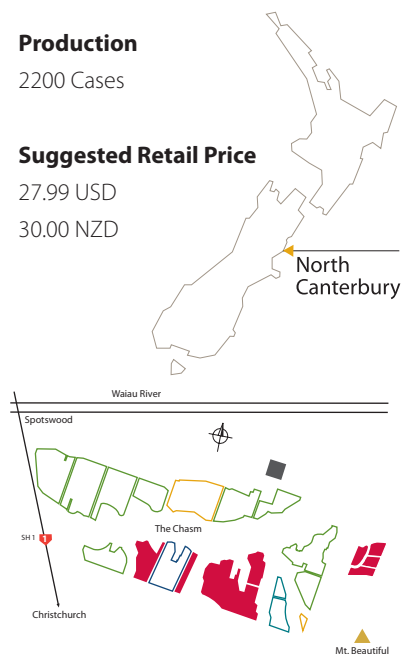 Production
2200 Cases
Suggested Retail Price
27.99 USD
30.00 NZD
North
Canterbury
Waiau River
Spotswood
The Chasm
SH 1
1
Christchurch
Mt. Beautiful